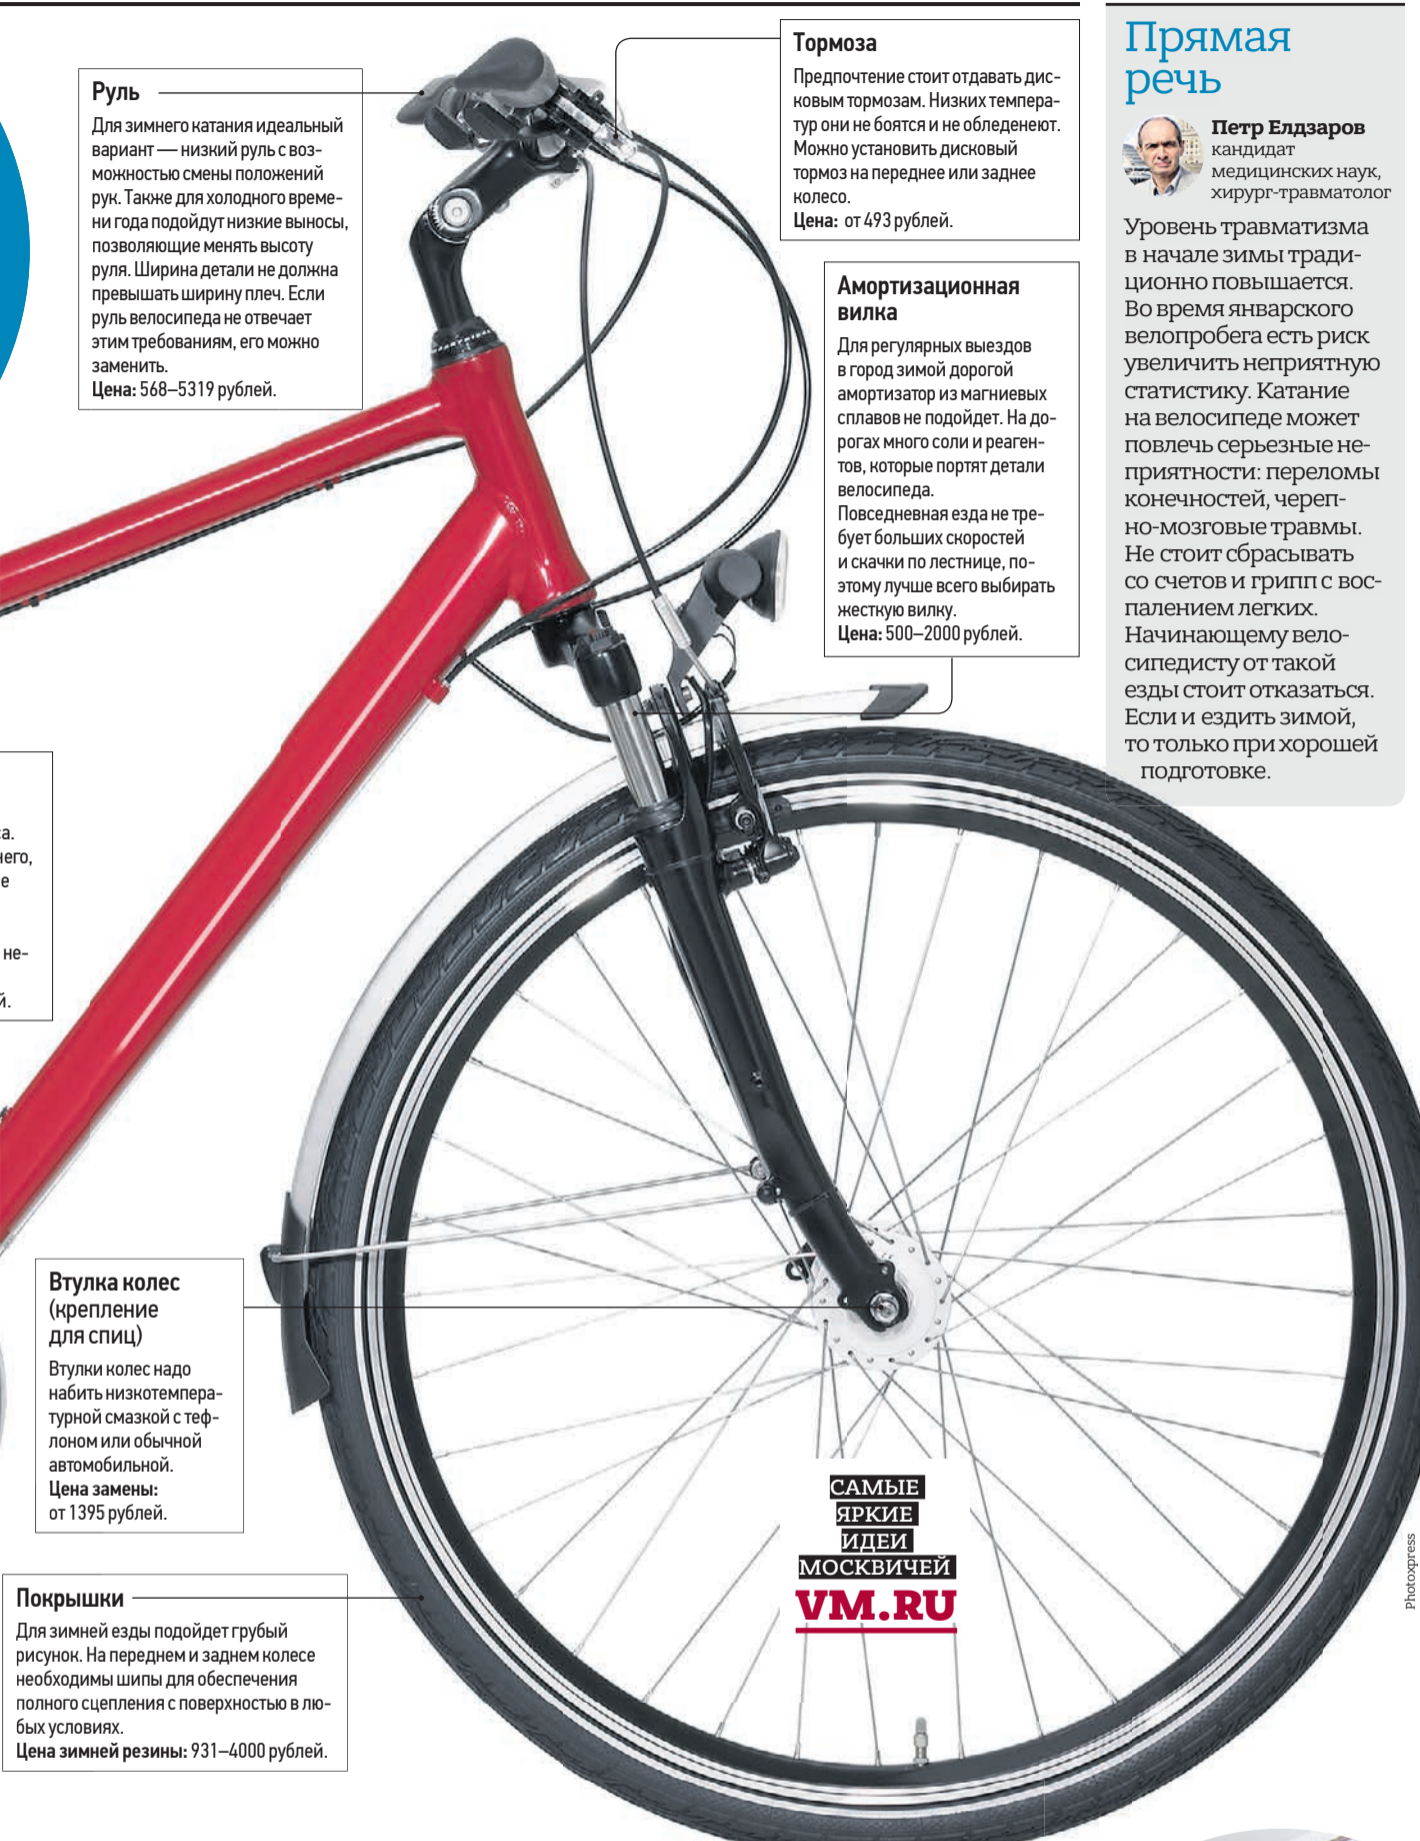 Руль
Для зимнего катания идеальный
вариант — низкий руль с воз-
можностью смены положений
рук. Также для холодного време-
ни года подойдут низкие выносы,
позволяющие менять высоту
руля. Ширина детали не должна
превышать ширину плеч. Если
руль велосипеда не отвечает
этим требованиям, его можно
заменить.
Цена: 568–5319 рублей.
Тормоза
Предпочтение стоит отдавать дис-
ковым тормозам. Низких темпера-
тур они не боятся и не обледенеют.
Можно установить дисковый
тормоз на переднее или заднее
колесо.
Цена: от 493 рублей.
Амортизационная
вилка
Для регулярных выездов
в город зимой дорогой
амортизатор из магниевых
сплавов не подойдет. На до-
рогах много соли и реаген-
тов, которые портят детали
велосипеда.
Повседневная езда не тре-
бует больших скоростей
и скачки по лестнице, по-
этому лучше всего выбирать
жесткую вилку.
Цена: 500–2000 рублей.
Прямая
речь
Петр Елдзаров
кандидат
медицинских наук,
хирург-травматолог
Уровень травматизма
в начале зимы тради-
ционно повышается.
Во время январского
велопробега есть риск
увеличить неприятную
статистику. Катание
на велосипеде может
повлечь серьезные не-
приятности: переломы
конечностей, череп-
но-мозговые травмы.
Не стоит сбрасывать
со счетов и грипп с вос-
палением легких.
Начинающему вело-
сипедисту от такой
езды стоит отказаться.
Если и ездить зимой,
то только при хорошей
подготовке.
са.
него,
е
не-
й.
Втулка колес
(крепление
для спиц)
Втулки колес надо
набить низкотемпера-
турной смазкой с теф-
лоном или обычной
автомобильной.
Цена замены:
от 1395 рублей.
Покрышки
Для зимней езды подойдет грубый
рисунок. На переднем и заднем колесе
необходимы шипы для обеспечения
полного сцепления с поверхностью в лю-
бых условиях.
Цена зимней резины: 931–4000 рублей.
САМЫЕ
ЯРКИЕ
ИДЕИ
МОСКВИЧЕЙ
VM.RU
Photoxpress